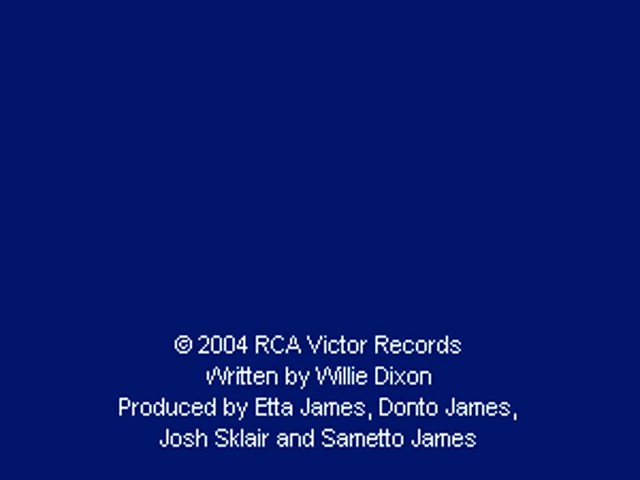 © 2004 RCA Victor Records
Written by Willie Dixon
Produced by Etta James, Donto James,
Josh Sklair and Sametto James